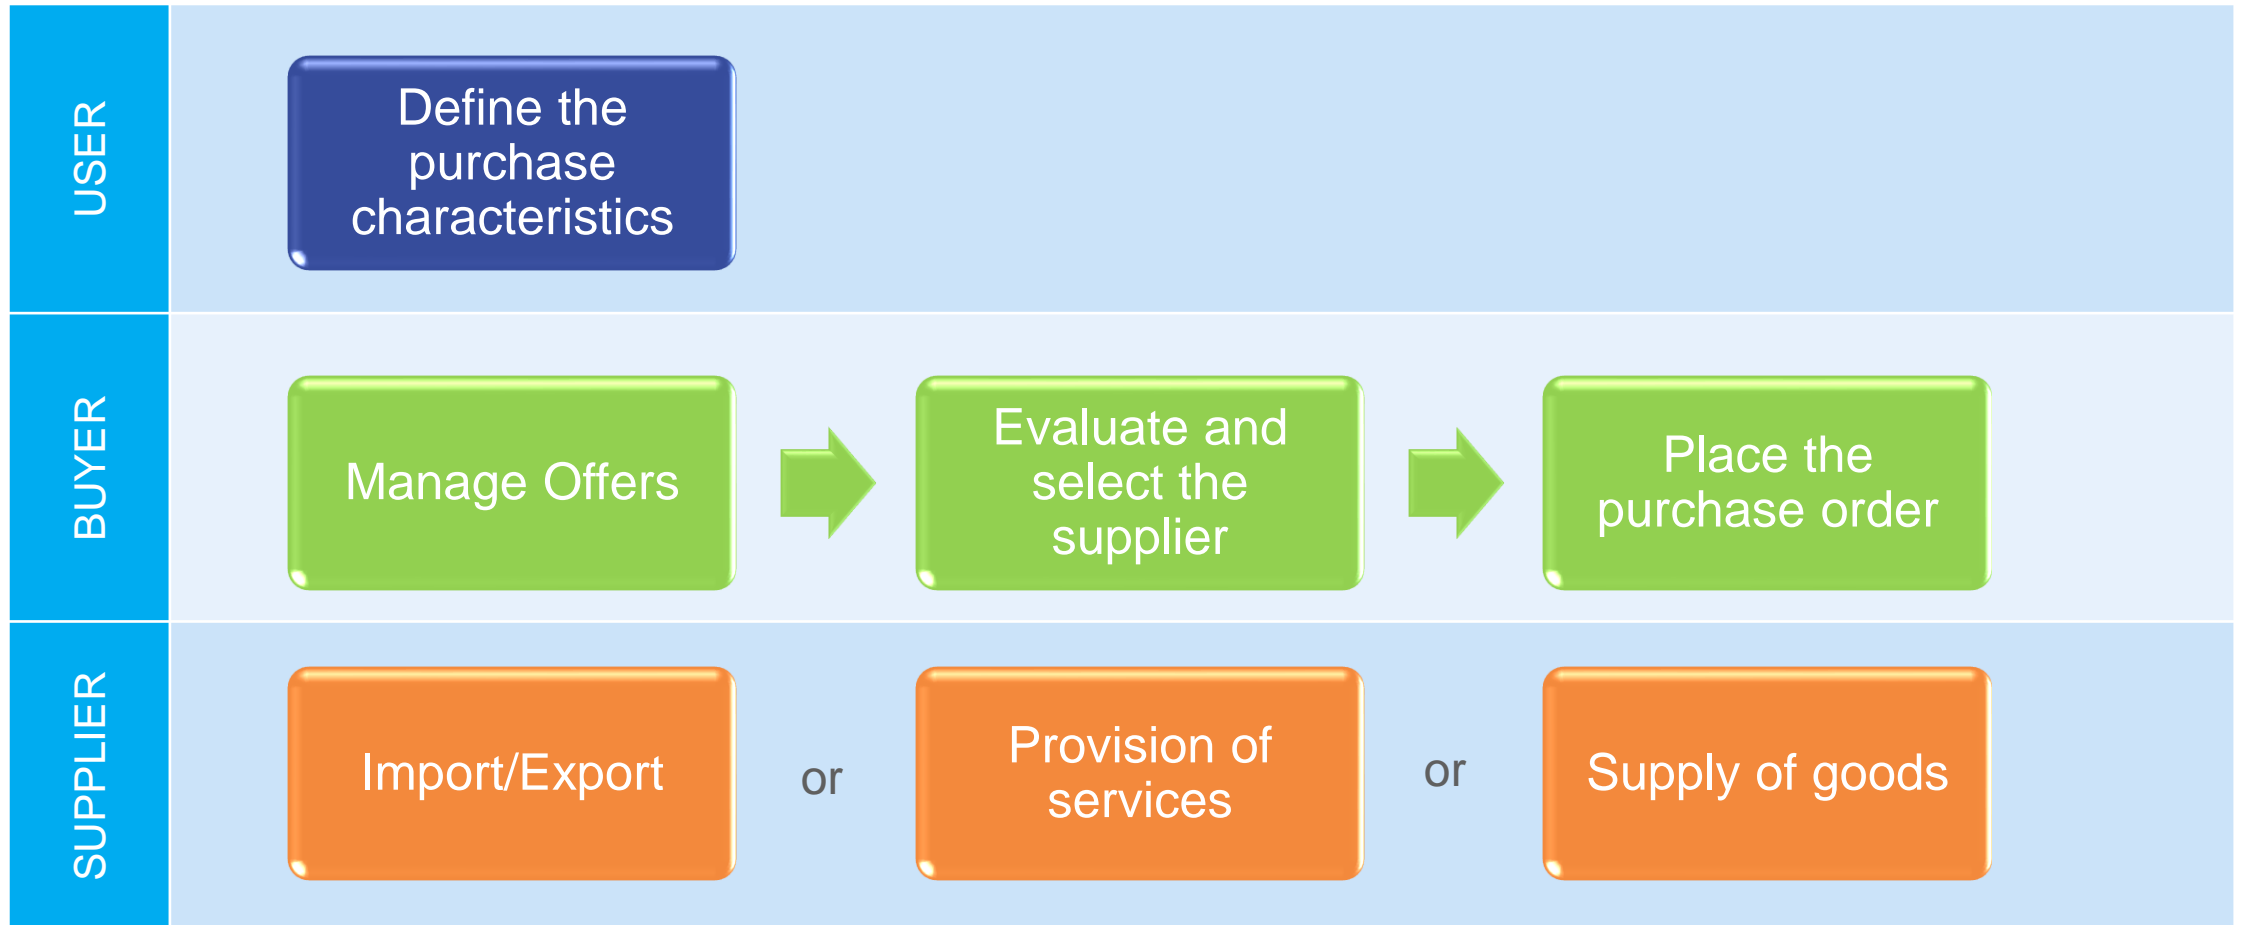 USER
Define the
purchase
characteristics
BUYER
Manage Offers
Evaluate and
select the
supplier
Place the
purchase order
SUPPLIER
Import/Export
or
Provision of
services
or
Supply of goods